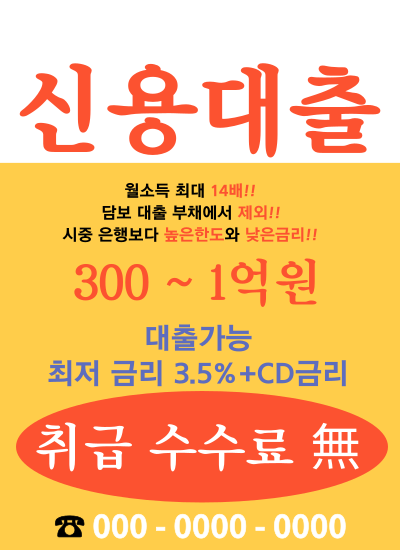 신용대출
월소득 최대 14배!!
담보 대출 부채에서 제외!!
시중 은행보다 높은한도와 낮은금리!!
300 ~ 1억원
대출가능
최저 금리 3.5%+CD금리
취급 수수료 無
☎ 000 - 0000 - 0000